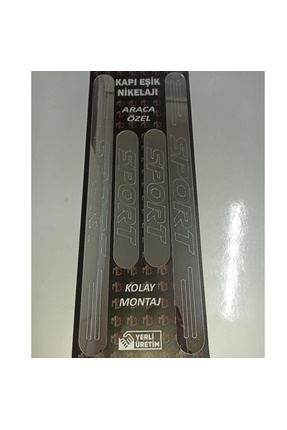 KAPI EŞİK
NİKELAJI
ARACA
ÖZEL
SPORT
SPORT
SPORT
SPORT
KOLAY
MONTAJ
YERLİ
ÜRETİM